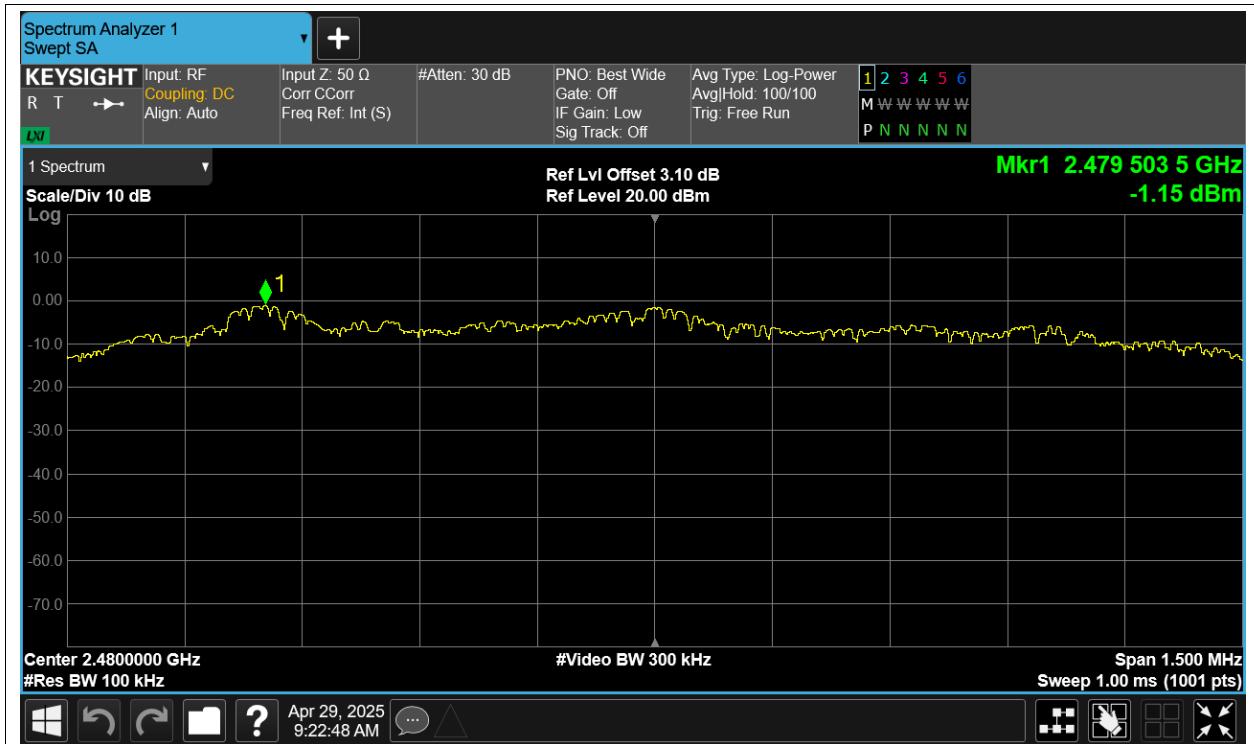 Spectrum Analyzer 1
Swept SA
+
KEYSIGHT
R T
LXI
Input: RF
Coupling: DC
Align: Auto
Input Z: 50 Ω
Corr CCorr
Freq Ref: Int (S)
#Atten: 30 dB
PNO: Best Wide
Gate: Off
IF Gain: Low
Sig Track: Off
Avg Type: Log-Power
Avg|Hold: 100/100
Trig: Free Run
1 2 3 4 5 6
M W W W W W
P N N N N N
1 Spectrum
Scale/Div 10 dB
Log
Ref Lvl Offset 3.10 dB
Ref Level 20.00 dBm
Mkr1 2.479 503 5 GHz
-1.15 dBm
1
10.0
0.00
-10.0
-20.0
-30.0
-40.0
-50.0
-60.0
-70.0
Center 2.4800000 GHz
#Res BW 100 kHz
#Video BW 300 kHz
Span 1.500 MHz
Sweep 1.00 ms (1001 pts)
?
Apr 29, 2025
9:22:48 AM